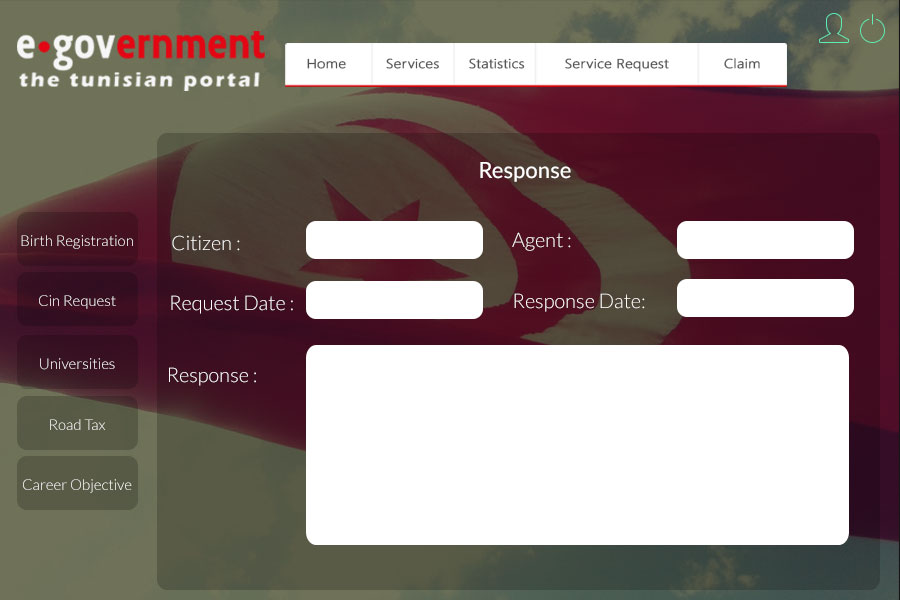 e•government
the tunisian portal
Home Services Statistics Service Request Claim
Response
Birth Registration
Cin Request
Universities
Road Tax
Career Objective
Citizen :
Agent :
Request Date :
Response Date:
Response :